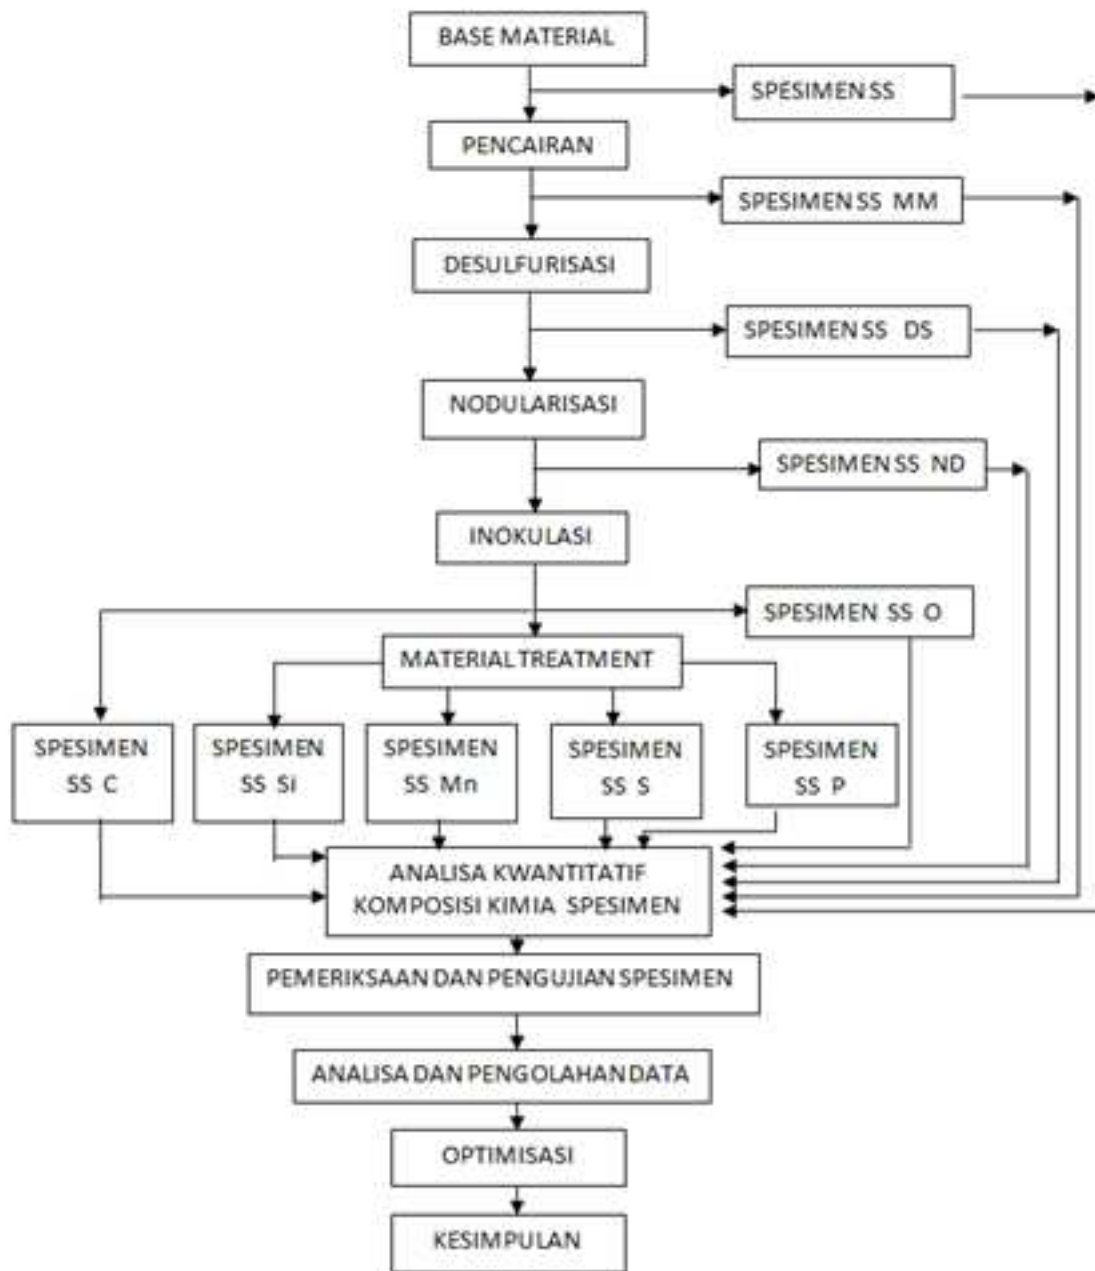 BASE MATERIAL
SPESIMEN SS
PENCAIRAN
SPESIMEN SS MM
DESULFURISASI
SPESIMEN SS DS
NODULARISASI
SPESIMEN SS ND
INOKULASI
SPESIMEN SS O
MATERIAL TREATMENT
SPESIMEN
SS C
SPESIMEN
SS Si
SPESIMEN
SS Mn
SPESIMEN
SS S
SPESIMEN
SS P
ANALISA KWANTITATIF
KOMPOSISI KIMIA SPESIMEN
PEMERIKSAAN DAN PENGUJIAN SPESIMEN
ANALISA DAN PENGOLAHAN DATA
OPTIMISASI
KESIMPULAN